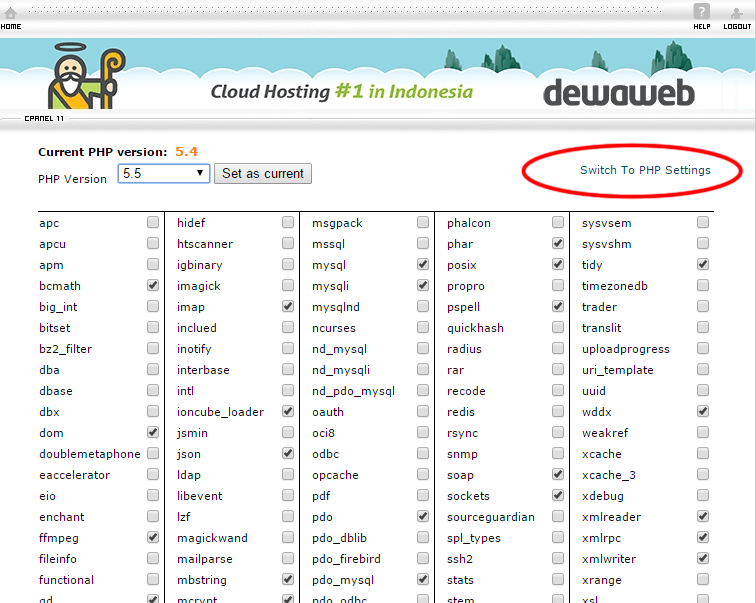 HOME
?
HELP
LOGOUT
Cloud Hosting #1 in Indonesia
dewaweb
CPANEL 11
Current PHP version: 5.4
PHP Version 5.5 Set as current
Switch To PHP Settings
apc hidef msgpack phalcon sysvsem
apcu htscanner mssql phar sysvshm
apm igbinary mysql posix tidy
bcmath imagick mysqli propro timezonedb
big_int imap mysqlnd pspell trader
bitset inclued ncurses quickhash translit
bz2_filter inotify nd_mysql radius uploadprogress
dba interbase nd_mysqli rar uri_template
dbase intl nd_pdo_mysql recode uuid
dbx ioncube_loader oauth redis wddx
dom jsmin oci8 rsync weakref
doublemetaphone json odbc snmp xcache
eaccelerator ldap opcache soap xcache_3
eio libevent pdf sockets xdebug
enchant lzf pdo sourceguardian xmlreader
ffmpeg magickwand pdo_dblib spl_types xmlrpc
fileinfo mailparse pdo_firebird ssh2 xmlwriter
functional mbstring pdo_mysql stats xrange
gd mcrypt pdo_odbc stem xsl